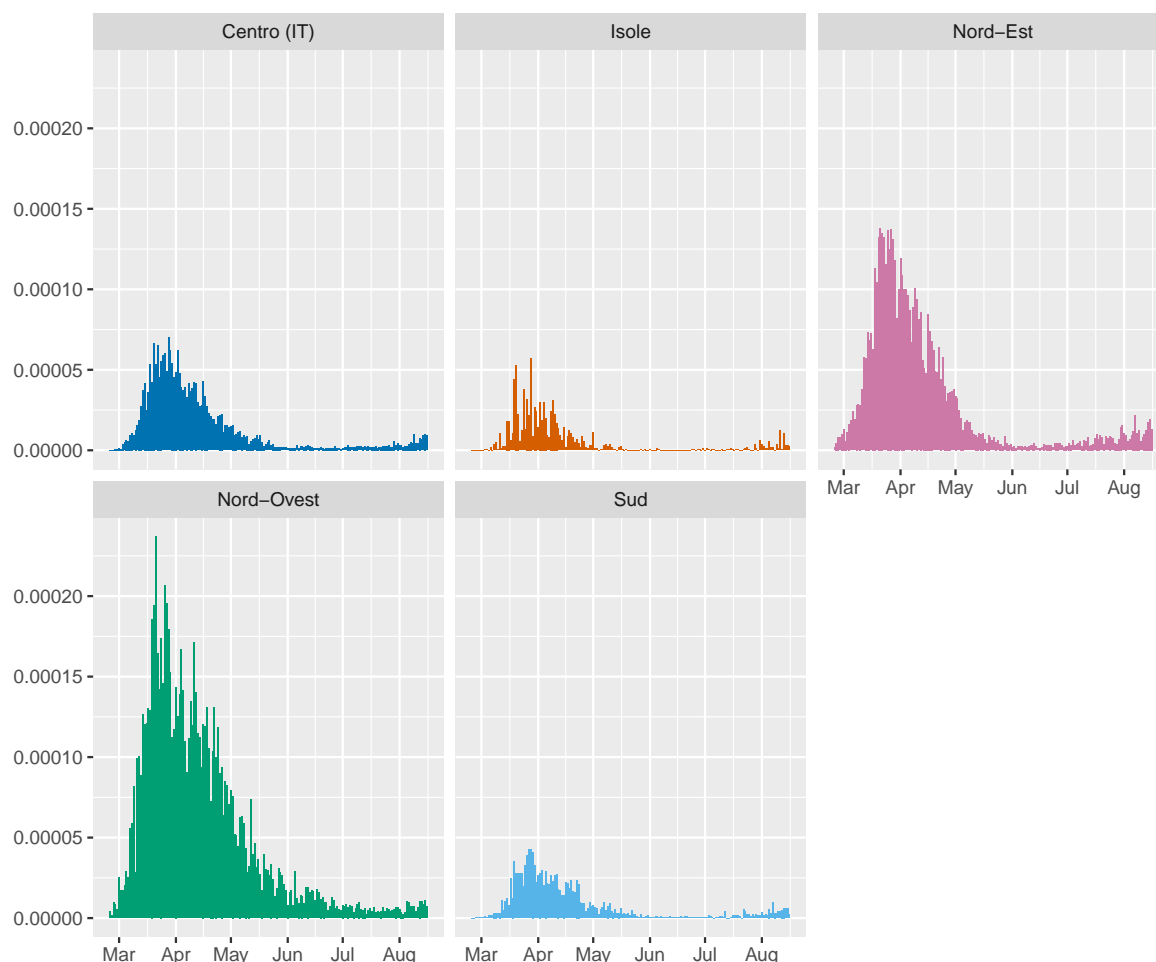 Centro (IT) Isole Nord−Est
0.00020
0.00015
0.00010
0.00005
0.00000
Mar Apr May Jun Jul Aug
Nord−Ovest Sud
0.00020
0.00015
0.00010
0.00005
0.00000
Mar Apr May Jun Jul Aug Mar Apr May Jun Jul Aug